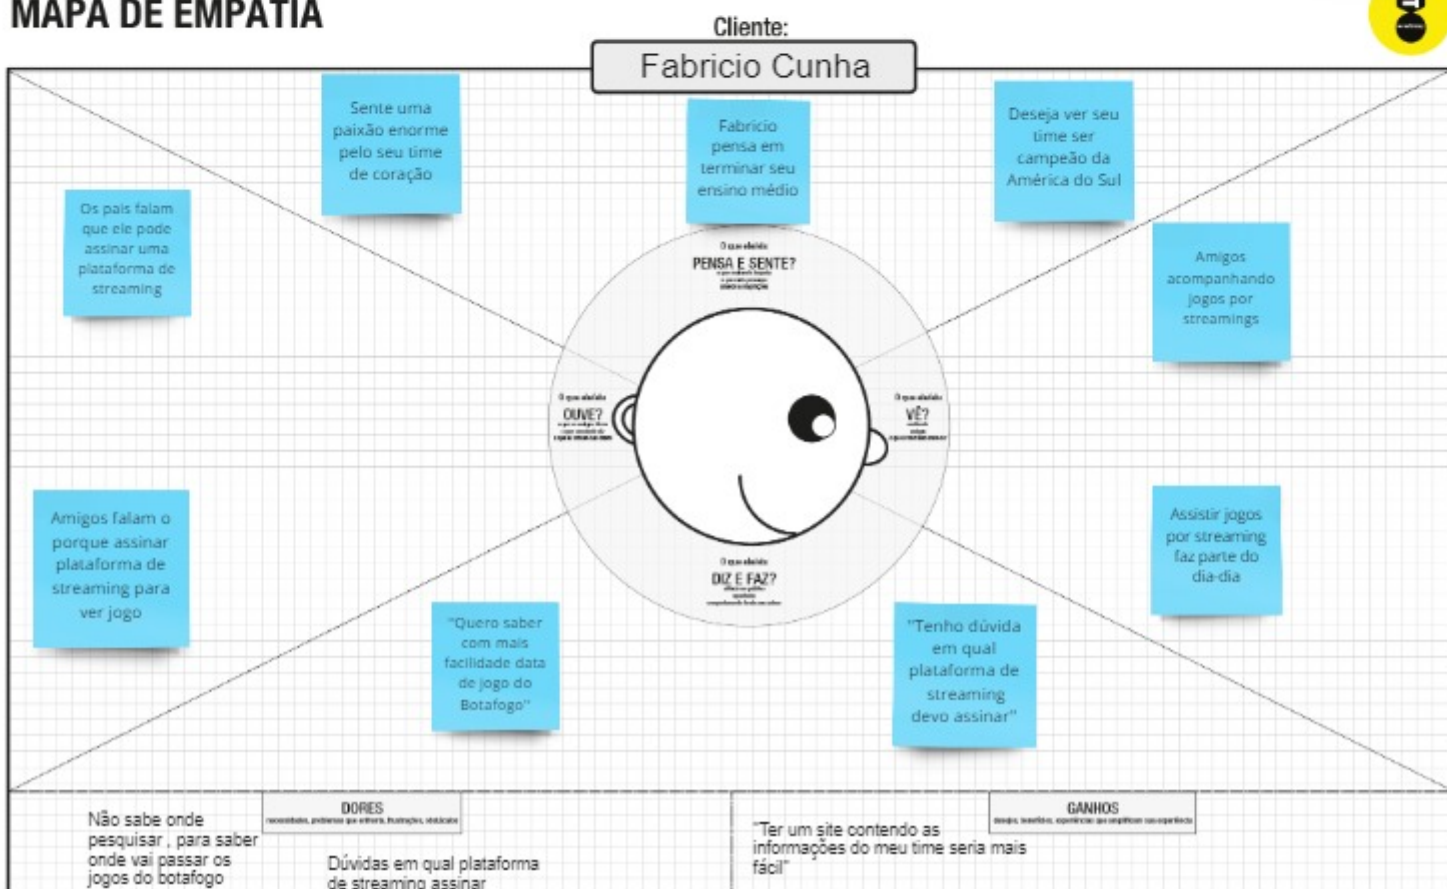 MAPA DE EMPATIA
Cliente:
Fabricio Cunha
Sente uma
paixão enorme
pelo seu time
de coração
Fabricio
pensa em
terminar seu
ensino médio
Deseja ver seu
time ser
campeão da
América do Sul
Os pais falam
que ele pode
assinar uma
plataforma de
streaming
Amigos
acompanhando
jogos por
streamings
PENSA E SENTE?
OUVE?
VÊ?
Amigos falam o
porque assinar
plataforma de
streaming para
ver jogo
Assistir jogos
por streaming
faz parte do
dia-dia
DIZ E FAZ?
"Quero saber
com mais
facilidade data
de jogo do
Botafogo"
"Tenho dúvida
em qual
plataforma de
streaming
devo assinar"
DORES
Não sabe onde
pesquisar , para saber
onde vai passar os
jogos do botafogo
Dúvidas em qual plataforma
de streaming assinar
GANHOS
"Ter um site contendo as
informações do meu time seria mais
fácil"